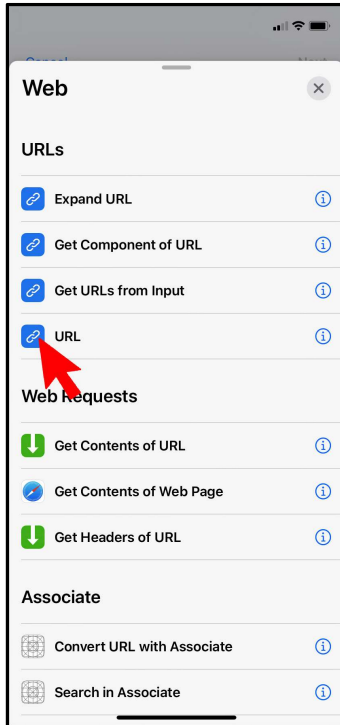 Web
URLs
Expand URL
Get Component of URL
Get URLs from Input
URL
Web Requests
Get Contents of URL
Get Contents of Web Page
Get Headers of URL
Associate
Convert URL with Associate
Search in Associate